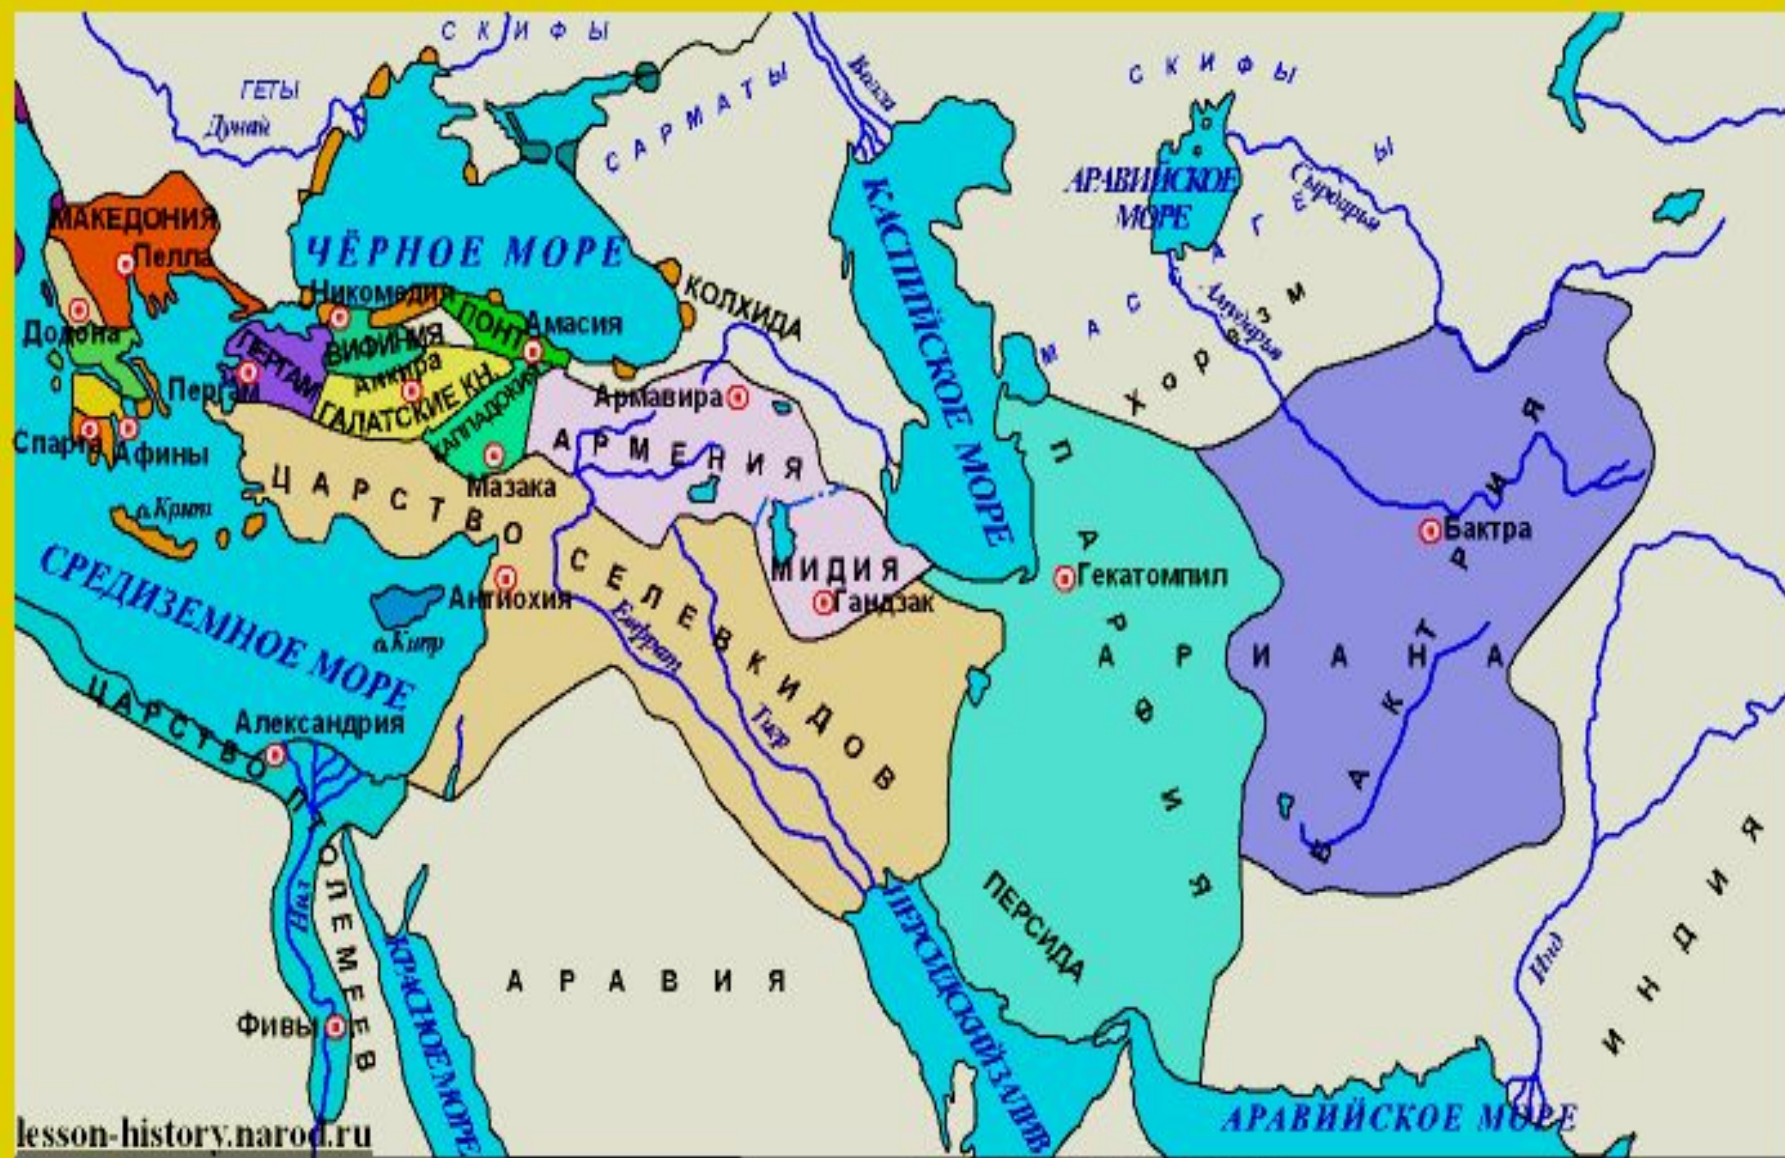 СКИФЫ
ГЕТЫ
Дунай
САРМАТЫ
Волга
СКИФЫ
МАССАГЕТЫ
АРАВИЙСКОЕ
МОРЕ
Сырдарья
Амударья
Хорезм
МАКЕДОНИЯ
Пелла
ЧЁРНОЕ МОРЕ
КАСПИЙСКОЕ МОРЕ
КОЛХИДА
Никомедия
ПОНТ
Амасия
Додона
ПЕРГАМ
ВИФИНИЯ
Анкира
Пергам
ГАЛАТСКИЕ КН.
КАППАДОКИЯ
Армавира
АРМЕНИЯ
Спарта
Афины
Мазака
о.Крит
ЦАРСТВО СЕЛЕВКИДОВ
СРЕДИЗЕМНОЕ МОРЕ
Антиохия
о.Кипр
МИДИЯ
Гандзак
Гекатомпил
ПАРФИЯ
БАКТРИЯ
Бактра
АРИАНА
Евфрат
Тигр
ЦАРСТВО ПТОЛЕМЕЕВ
Александрия
Нил
Фивы
КРАСНОЕ МОРЕ
АРАВИЯ
ПЕРСИДА
ПЕРСИДСКИЙ ЗАЛИВ
Инд
ИНДИЯ
АРАВИЙСКОЕ МОРЕ
lesson-history.narod.ru